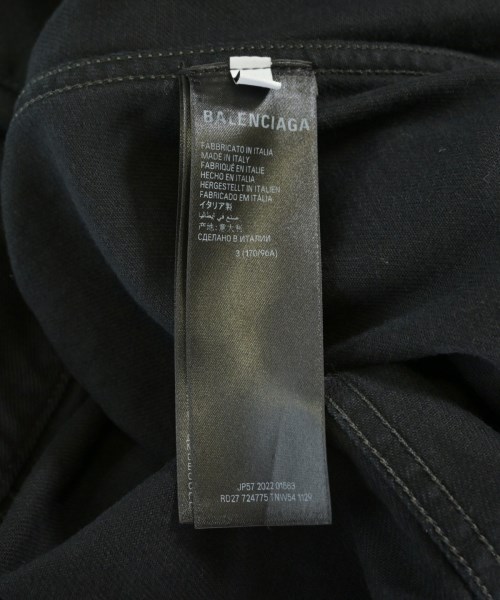 BALENCIAGA
FABBRICATO IN ITALIA
MADE IN ITALY
FABRIQUÉ EN ITALIE
HECHO EN ITALIA
HERGESTELLT IN ITALIEN
FABRICADO EM ITÁLIA
イタリア製
صنع في إيطاليا
产地：意大利
СДЕЛАНО В ИТАЛИИ
3 (170/96A)
JP57 2022 01563
RD27 724775 TNW54 1129